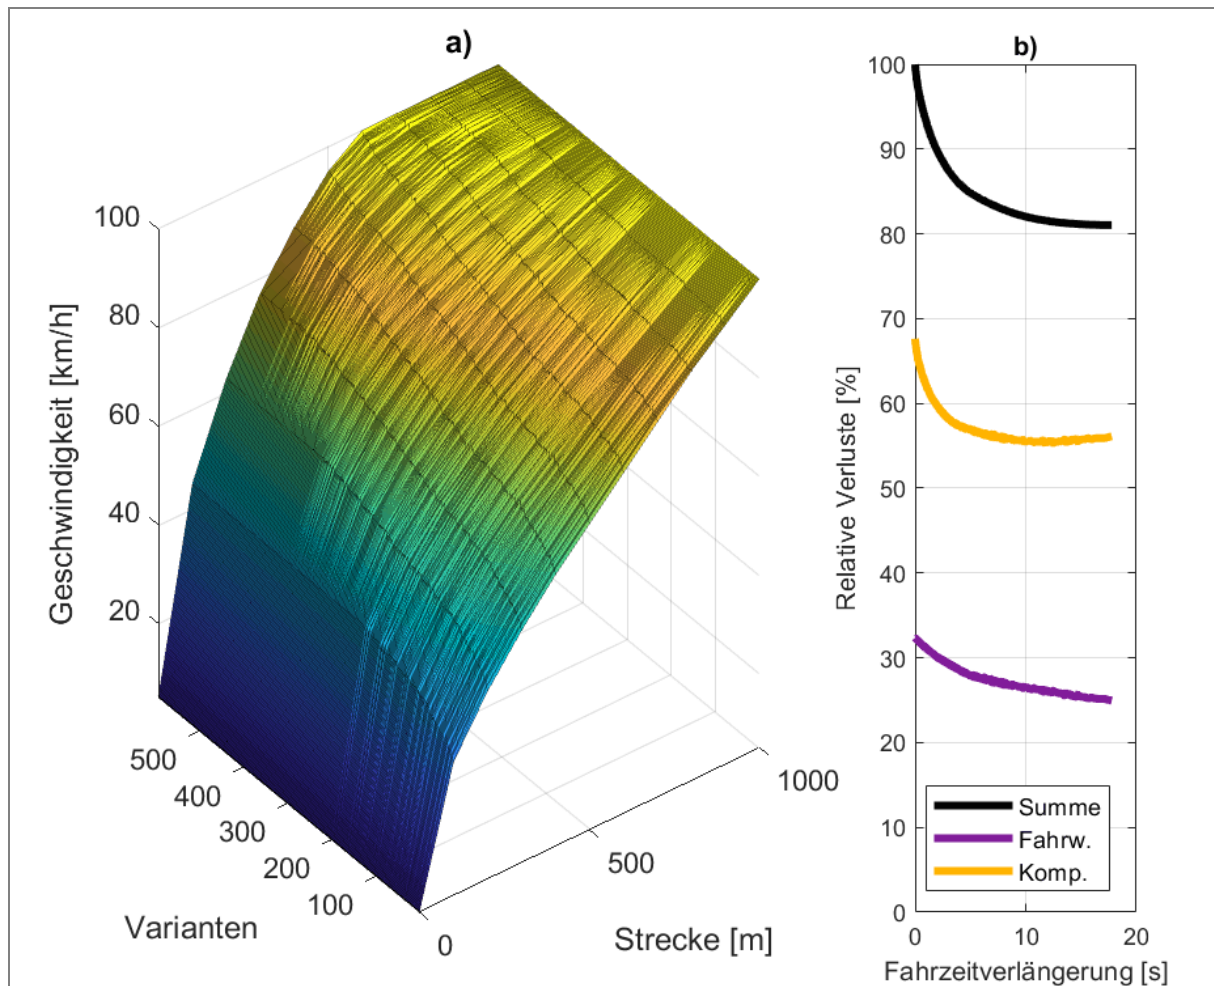 a)
100
80
60
40
20
Geschwindigkeit [km/h]
500
400
300
200
100
Varianten
0
500
1000
Strecke [m]
b)
100
90
80
70
60
50
40
30
20
10
0
Relative Verluste [%]
Summe
Fahrw.
Komp.
0 10 20
Fahrzeitverlängerung [s]